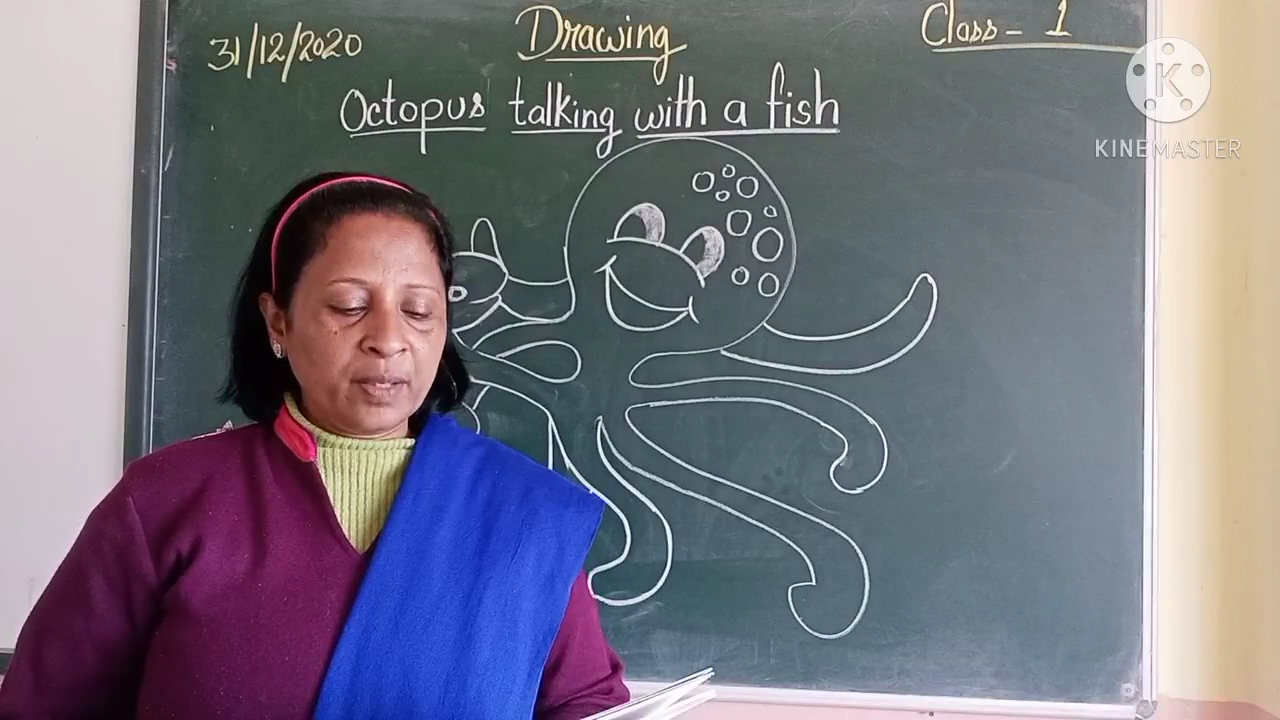 31/12/2020
Drawing
Class - 1
Octopus talking with a fish
K
KINEMASTER